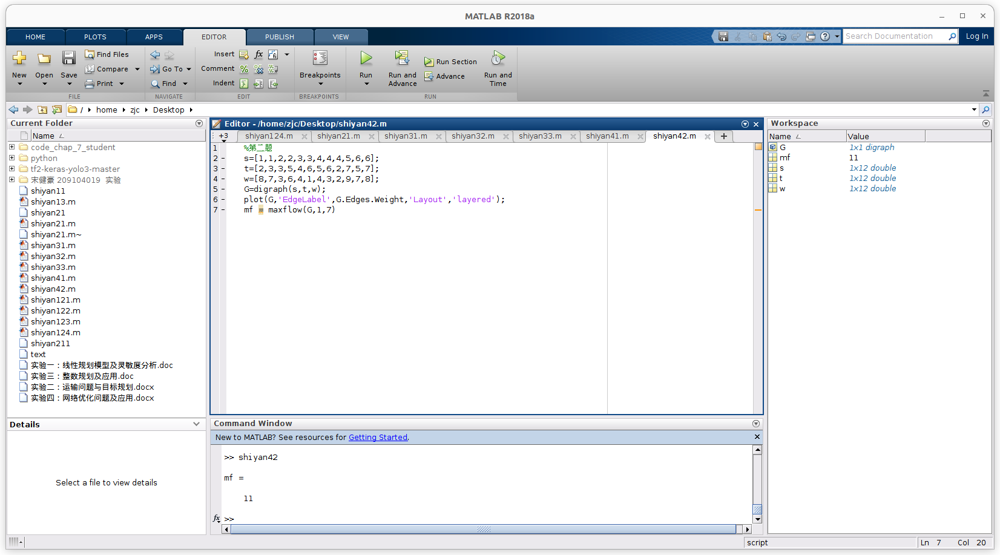 MATLAB R2018a
HOME PLOTS APPS EDITOR PUBLISH VIEW
Search Documentation
Log In
New Open Save
Find Files
Compare
Print
FILE
Go To
Find
NAVIGATE
Insert
Comment
Indent
EDIT
Breakpoints
BREAKPOINTS
Run
Run and Advance
Run Section
Advance
Run and Time
RUN
/ home zjc Desktop
Current Folder
Name
code_chap_7_student
python
tf2-keras-yolo3-master
宋健豪 209104019 实验
shiyan11
shiyan13.m
shiyan21
shiyan21.m
shiyan21.m~
shiyan31.m
shiyan32.m
shiyan33.m
shiyan41.m
shiyan42.m
shiyan121.m
shiyan122.m
shiyan123.m
shiyan124.m
shiyan211
text
实验一：线性规划模型及灵敏度分析.doc
实验三：整数规划及应用.doc
实验二：运输问题与目标规划.docx
实验四：网络优化问题及应用.docx
Details
Select a file to view details
Editor - /home/zjc/Desktop/shiyan42.m
+3 shiyan124.m shiyan21.m shiyan31.m shiyan32.m shiyan33.m shiyan41.m shiyan42.m
1 %第二题
2 - s=[1,1,2,2,3,3,4,4,4,5,6,6];
3 - t=[2,3,3,5,4,6,5,6,2,7,5,7];
4 - w=[8,7,3,6,4,1,4,3,2,9,7,8];
5 - G=digraph(s,t,w);
6 - plot(G,'EdgeLabel',G.Edges.Weight,'Layout','layered');
7 - mf = maxflow(G,1,7)
Command Window
New to MATLAB? See resources for Getting Started.
>> shiyan42
mf =
11
fx >>
Workspace
Name Value
G 1x1 digraph
mf 11
s 1x12 double
t 1x12 double
w 1x12 double
script
Ln 7 Col 20